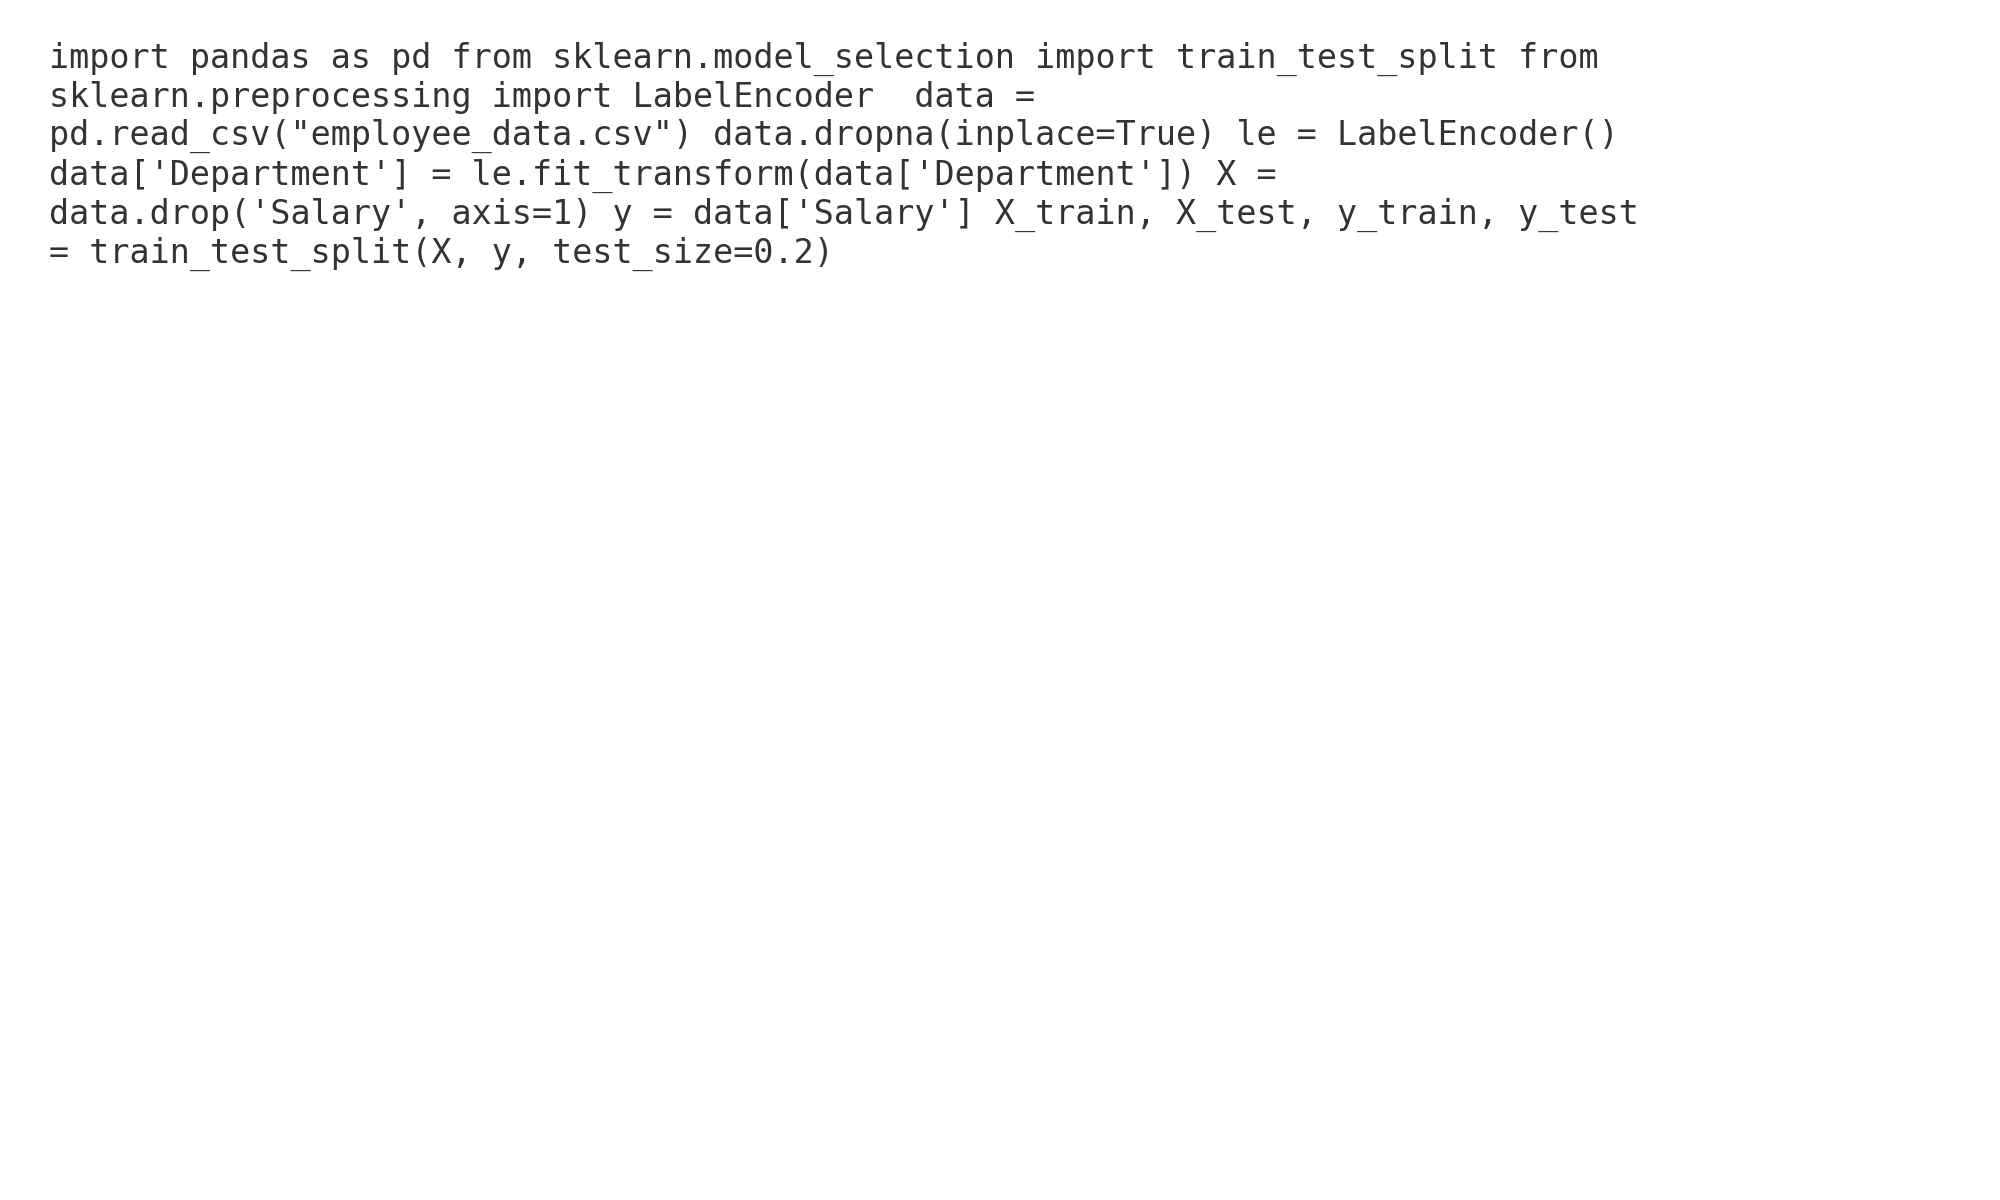 import pandas as pd from sklearn.model_selection import train_test_split from
sklearn.preprocessing import LabelEncoder  data =
pd.read_csv("employee_data.csv") data.dropna(inplace=True) le = LabelEncoder()
data['Department'] = le.fit_transform(data['Department']) X =
data.drop('Salary', axis=1) y = data['Salary'] X_train, X_test, y_train, y_test
= train_test_split(X, y, test_size=0.2)